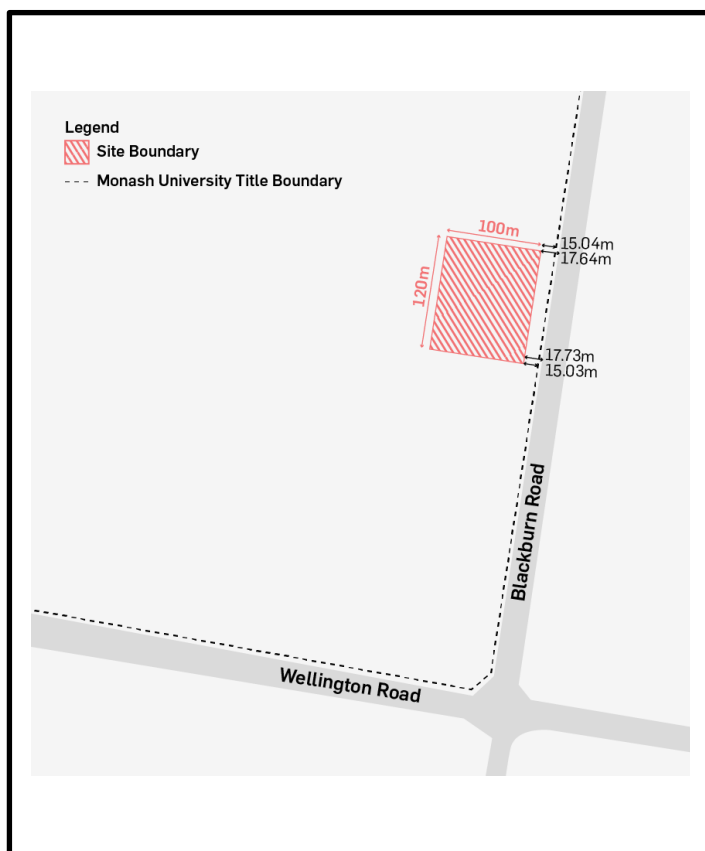 Legend
Site Boundary
Monash University Title Boundary
100m
15.04m
17.64m
120m
17.73m
15.03m
Blackburn Road
Wellington Road